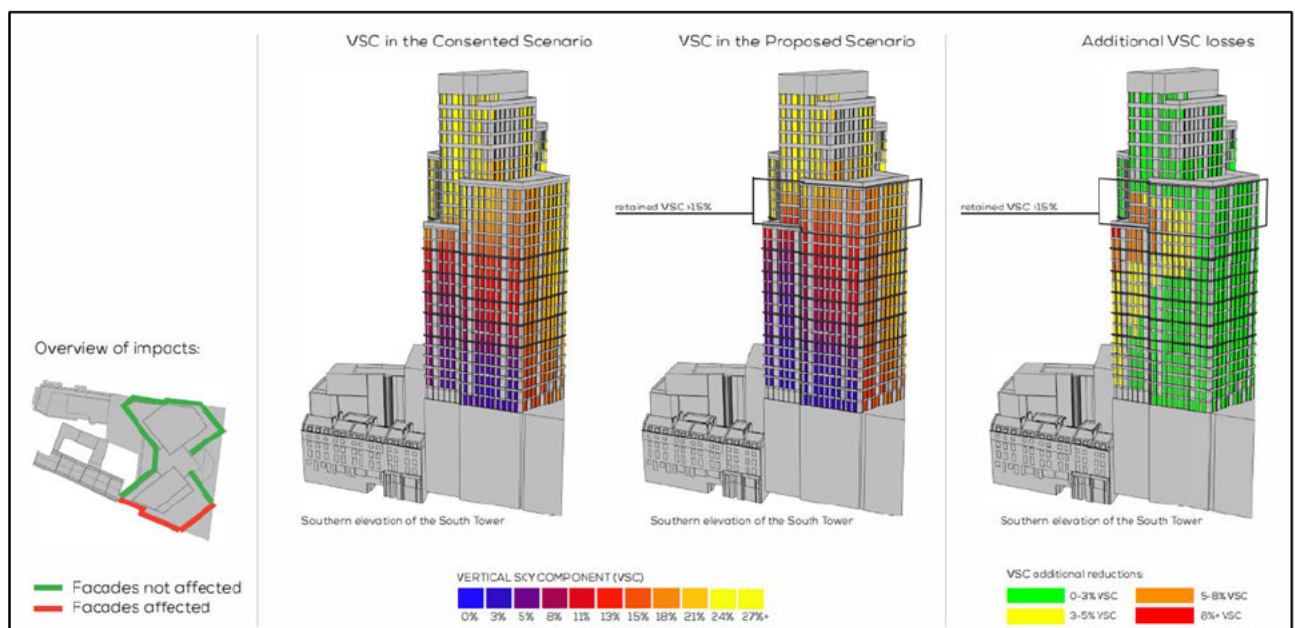 VSC in the Consented Scenario
VSC in the Proposed Scenario
Additional VSC losses
retained VSC >15%
retained VSC >15%
Overview of impacts:
Southern elevation of the South Tower
Southern elevation of the South Tower
Southern elevation of the South Tower
Facades not affected
Facades affected
VERTICAL SKY COMPONENT (VSC)
0% 3% 5% 8% 11% 13% 15% 18% 21% 24% 27%+
VSC additional reductions:
0-3% VSC
5-8% VSC
3-5% VSC
8%+ VSC